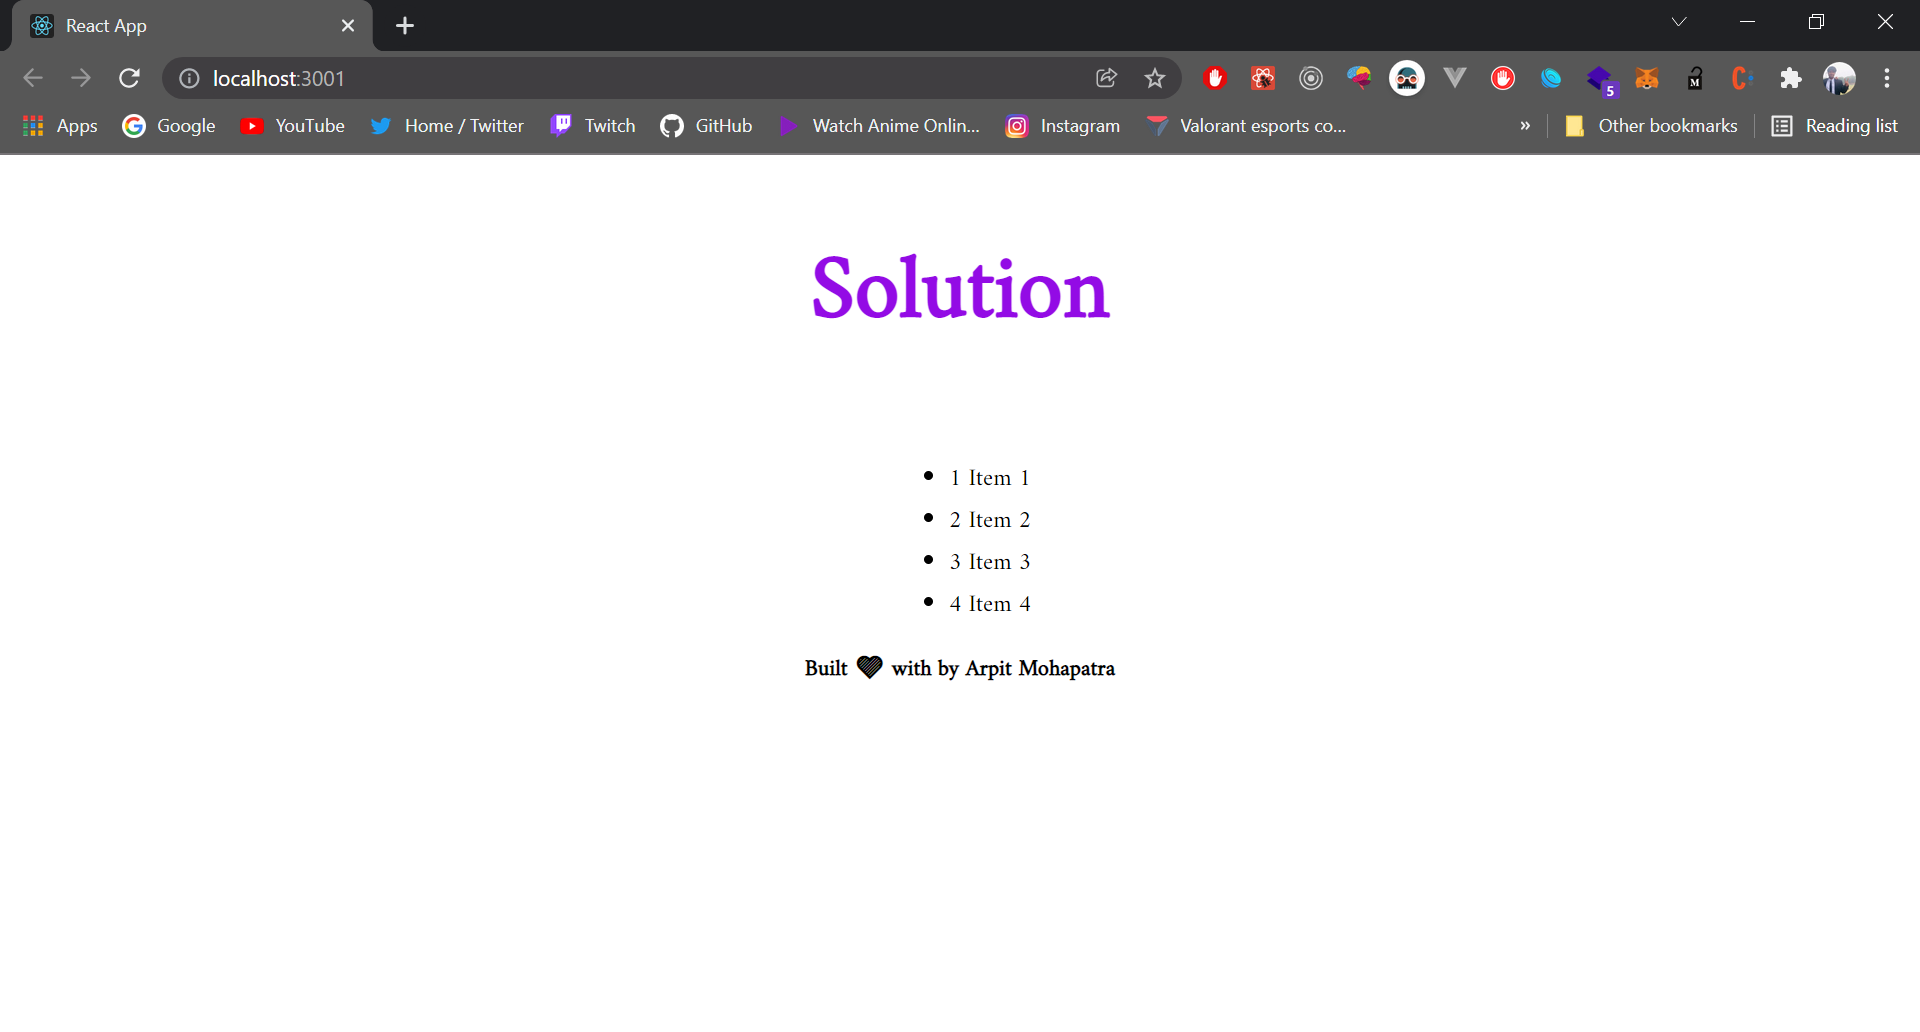 React App
localhost:3001
5
M
Apps Google YouTube Home / Twitter Twitch GitHub Watch Anime Onlin... Instagram Valorant esports co... » Other bookmarks Reading list
Solution
• 1 Item 1
• 2 Item 2
• 3 Item 3
• 4 Item 4
Built 🖤 with by Arpit Mohapatra